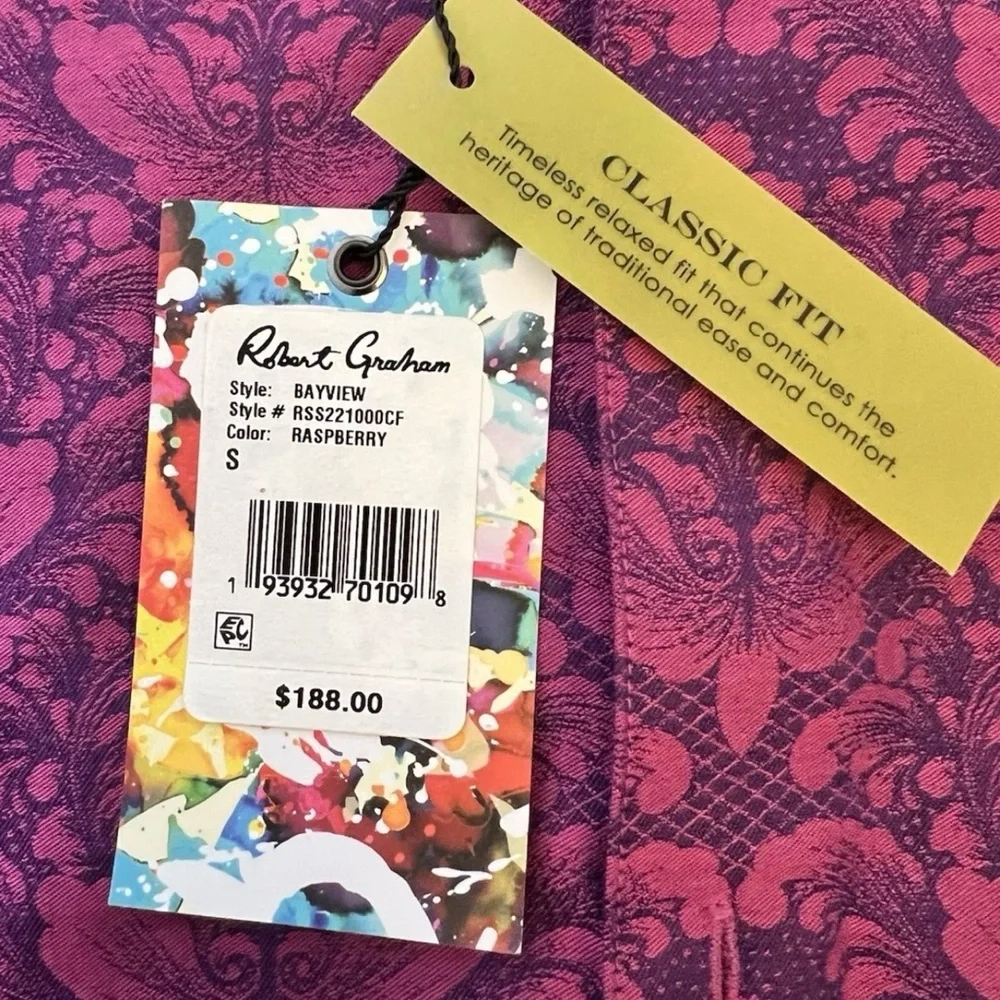 CLASSIC FIT
Timeless relaxed fit that continues the
heritage of traditional ease and comfort.
Robert Graham
Style: BAYVIEW
Style # RSS221000CF
Color: RASPBERRY
S
1 93932 70109 8
EPC™
$188.00